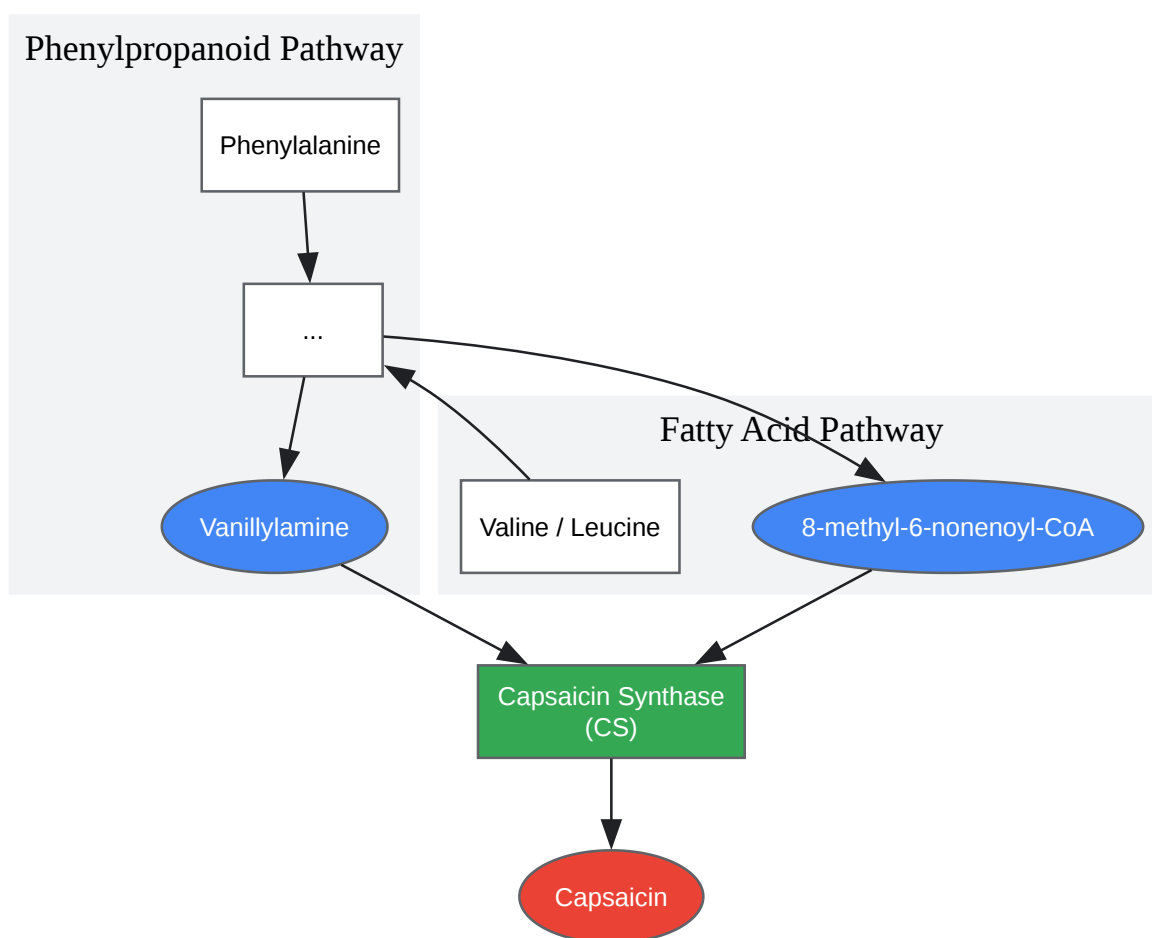 Phenylpropanoid Pathway
Phenylalanine
...
Fatty Acid Pathway
Vanillylamine
Valine / Leucine
8-methyl-6-nonenoyl-CoA
Capsaicin Synthase
(CS)
Capsaicin